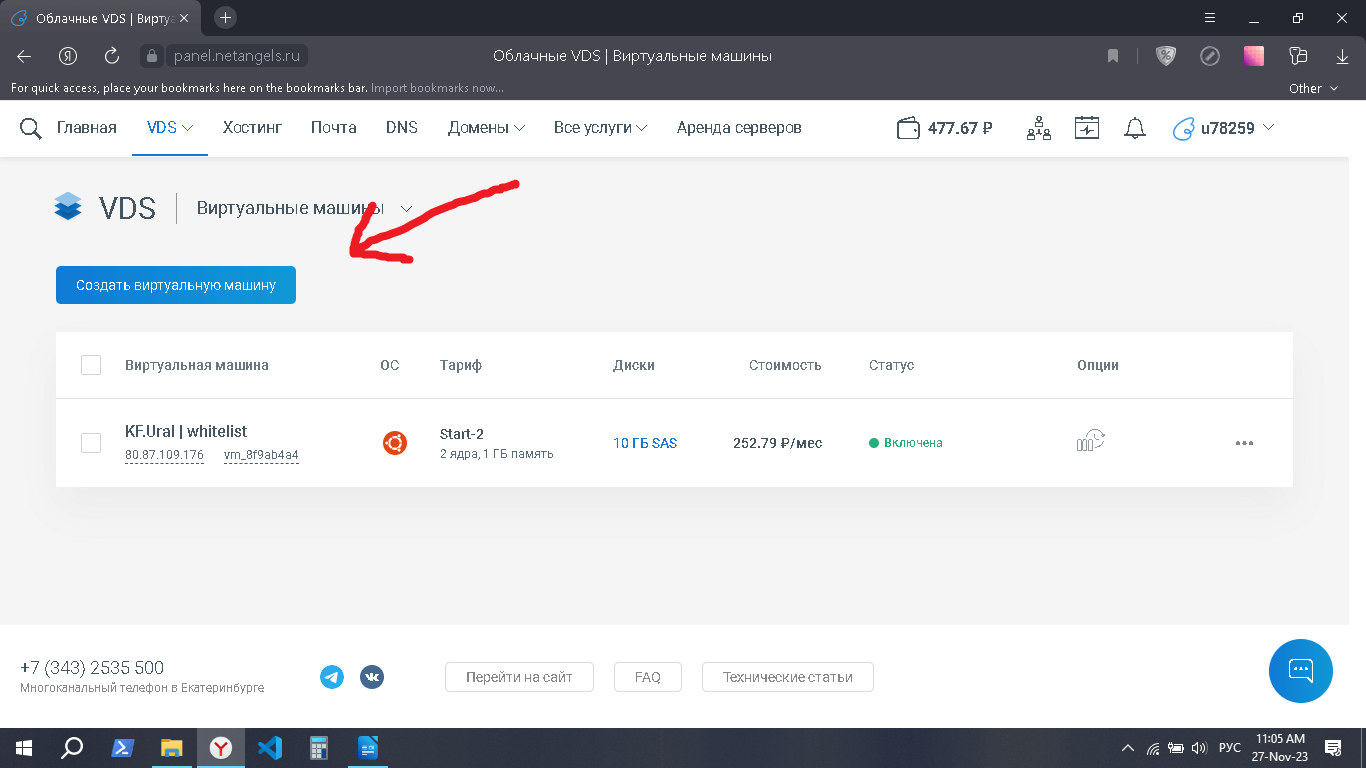 Облачные VDS | Вирту
panel.netangels.ru
Облачные VDS | Виртуальные машины
For quick access, place your bookmarks here on the bookmarks bar. Import bookmarks now...
Other
Главная
VDS
Хостинг
Почта
DNS
Домены
Все услуги
Аренда серверов
477.67 ₽
u78259
VDS
Виртуальные машины
Создать виртуальную машину
Виртуальная машина
ОС
Тариф
Диски
Стоимость
Статус
Опции
KF.Ural | whitelist
80.87.109.176
vm_8f9ab4a4
Start-2
2 ядра, 1 ГБ память
10 ГБ SAS
252.79 ₽/мес
Включена
+7 (343) 2535 500
Многоканальный телефон в Екатеринбурге
Перейти на сайт
FAQ
Технические статьи
РУС
11:05 AM
27-Nov-23